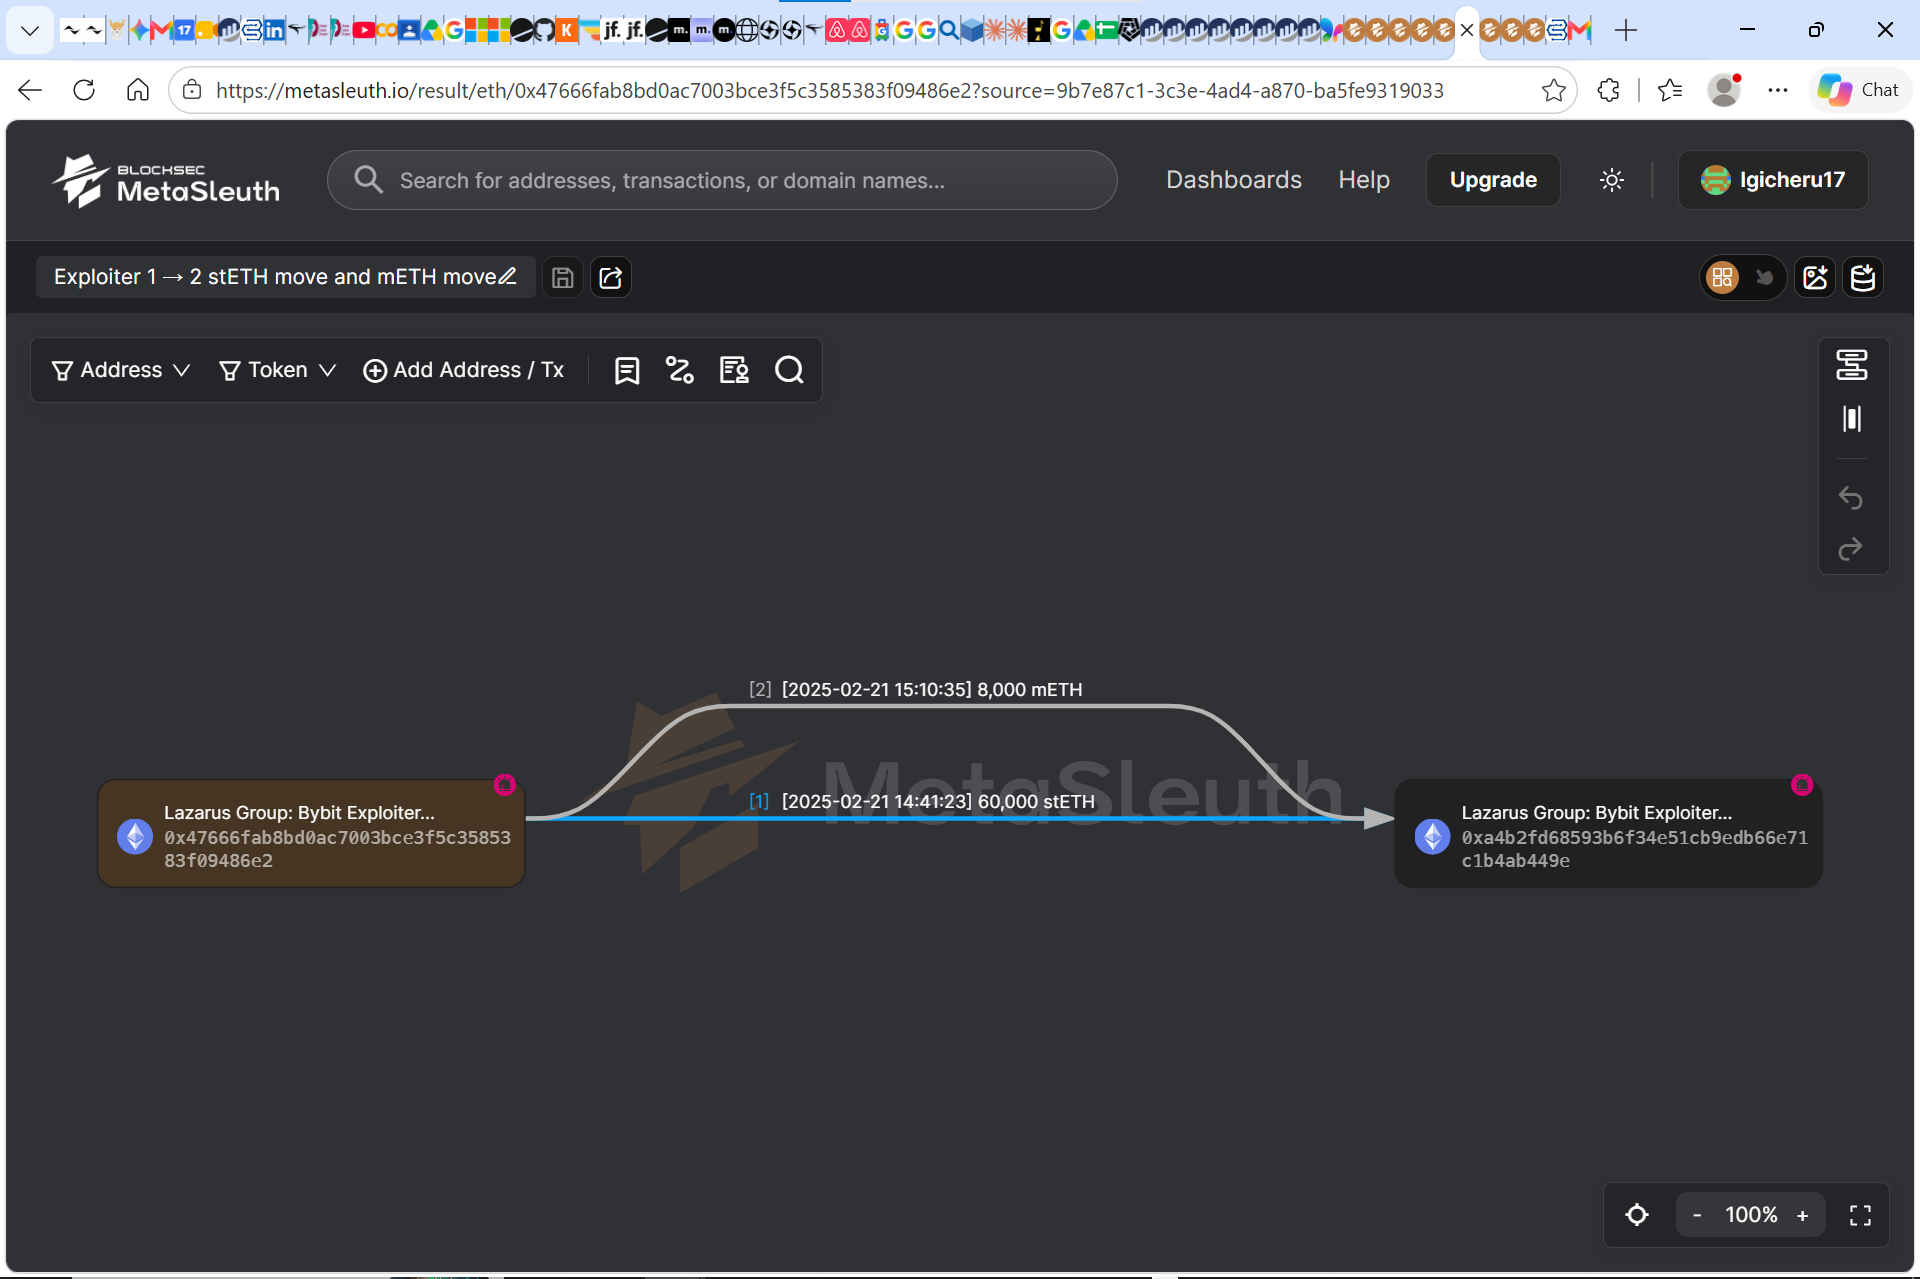 https://metasleuth.io/result/eth/0x47666fab8bd0ac7003bce3f5c3585383f09486e2?source=9b7e87c1-3c3e-4ad4-a870-ba5fe9319033
Chat
BLOCKSEC
MetaSleuth
Search for addresses, transactions, or domain names...
Dashboards
Help
Upgrade
lgicheru17
Exploiter 1 → 2 stETH move and mETH move
Address
Token
Add Address / Tx
[2] [2025-02-21 15:10:35] 8,000 mETH
MetaSleuth
[1] [2025-02-21 14:41:23] 60,000 stETH
Lazarus Group: Bybit Exploiter...
0x47666fab8bd0ac7003bce3f5c35853
83f09486e2
Lazarus Group: Bybit Exploiter...
0xa4b2fd68593b6f34e51cb9edb66e71
c1b4ab449e
- 100% +